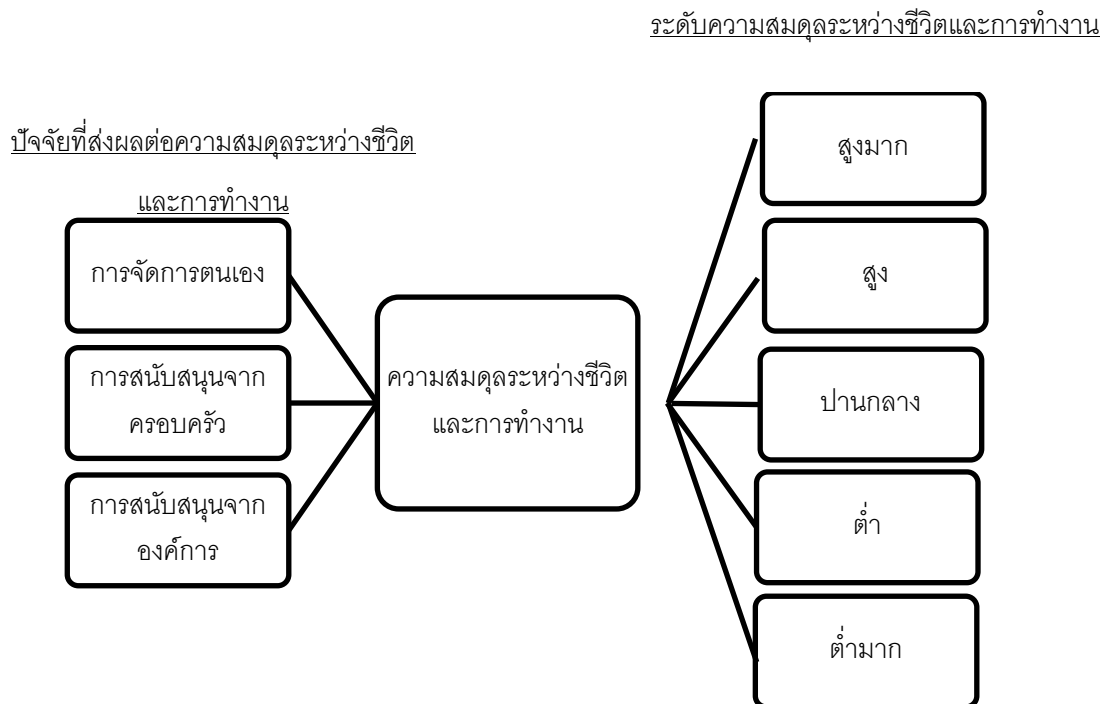 ระดับความสมดุลระหว่างชีวิตและการทำงาน
ปัจจัยที่ส่งผลต่อความสมดุลระหว่างชีวิต
และการทำงาน
การจัดการตนเอง
การสนับสนุนจาก
ครอบครัว
การสนับสนุนจาก
องค์การ
ความสมดุลระหว่างชีวิต
และการทำงาน
สูงมาก
สูง
ปานกลาง
ต่ำ
ต่ำมาก